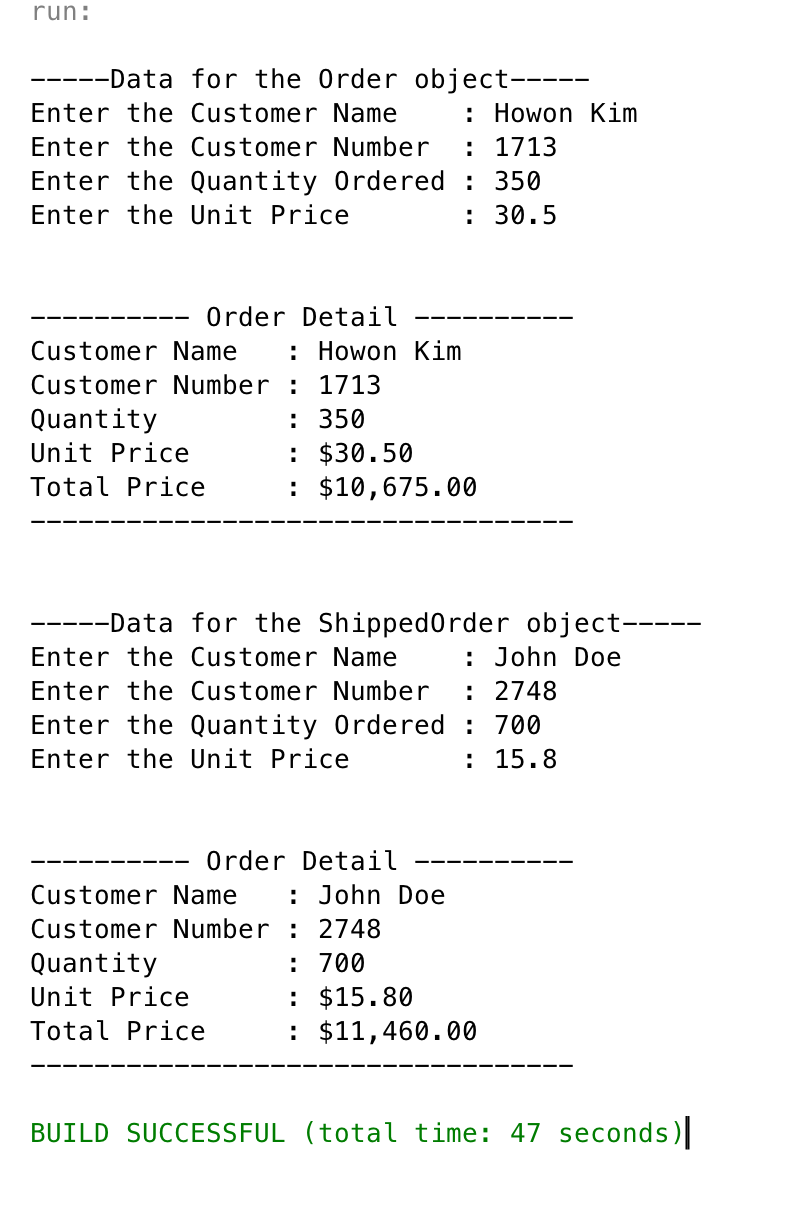 run:
-----Data for the Order object-----
Enter the Customer Name    : Howon Kim
Enter the Customer Number  : 1713
Enter the Quantity Ordered : 350
Enter the Unit Price       : 30.5
---------- Order Detail ----------
Customer Name   : Howon Kim
Customer Number : 1713
Quantity        : 350
Unit Price      : $30.50
Total Price     : $10,675.00
----------------------------------
-----Data for the ShippedOrder object-----
Enter the Customer Name    : John Doe
Enter the Customer Number  : 2748
Enter the Quantity Ordered : 700
Enter the Unit Price       : 15.8
---------- Order Detail ----------
Customer Name   : John Doe
Customer Number : 2748
Quantity        : 700
Unit Price      : $15.80
Total Price     : $11,460.00
----------------------------------
BUILD SUCCESSFUL (total time: 47 seconds)